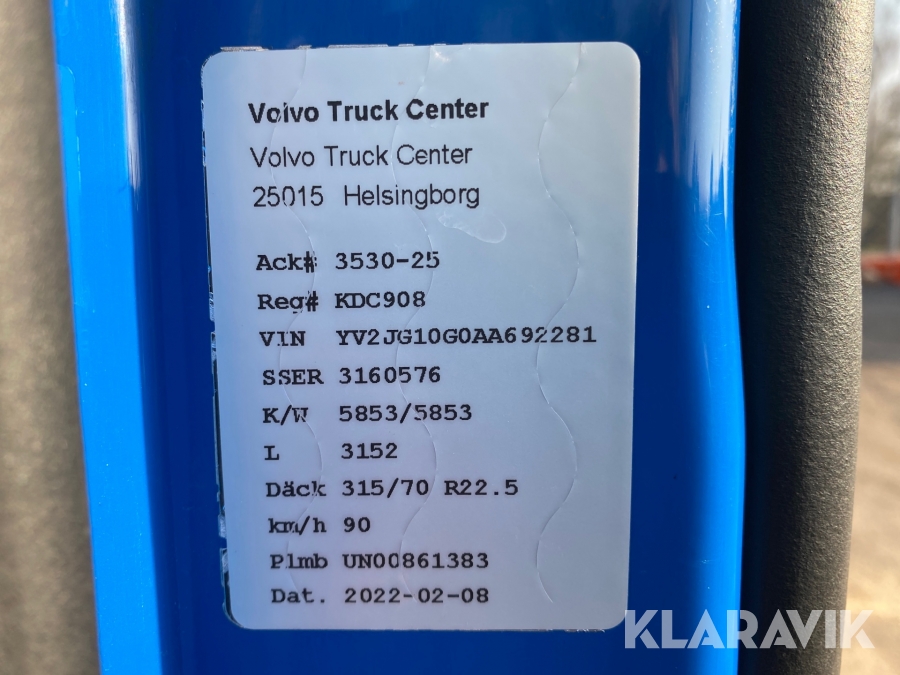 Volvo Truck Center
Volvo Truck Center
25015 Helsingborg
Ack# 3530-25
Reg# KDC908
VIN YV2JG10G0AA692281
SSER 3160576
K/W 5853/5853
L 3152
Däck 315/70 R22.5
km/h 90
Plmb UN00861383
Dat. 2022-02-08
KLARAVIK